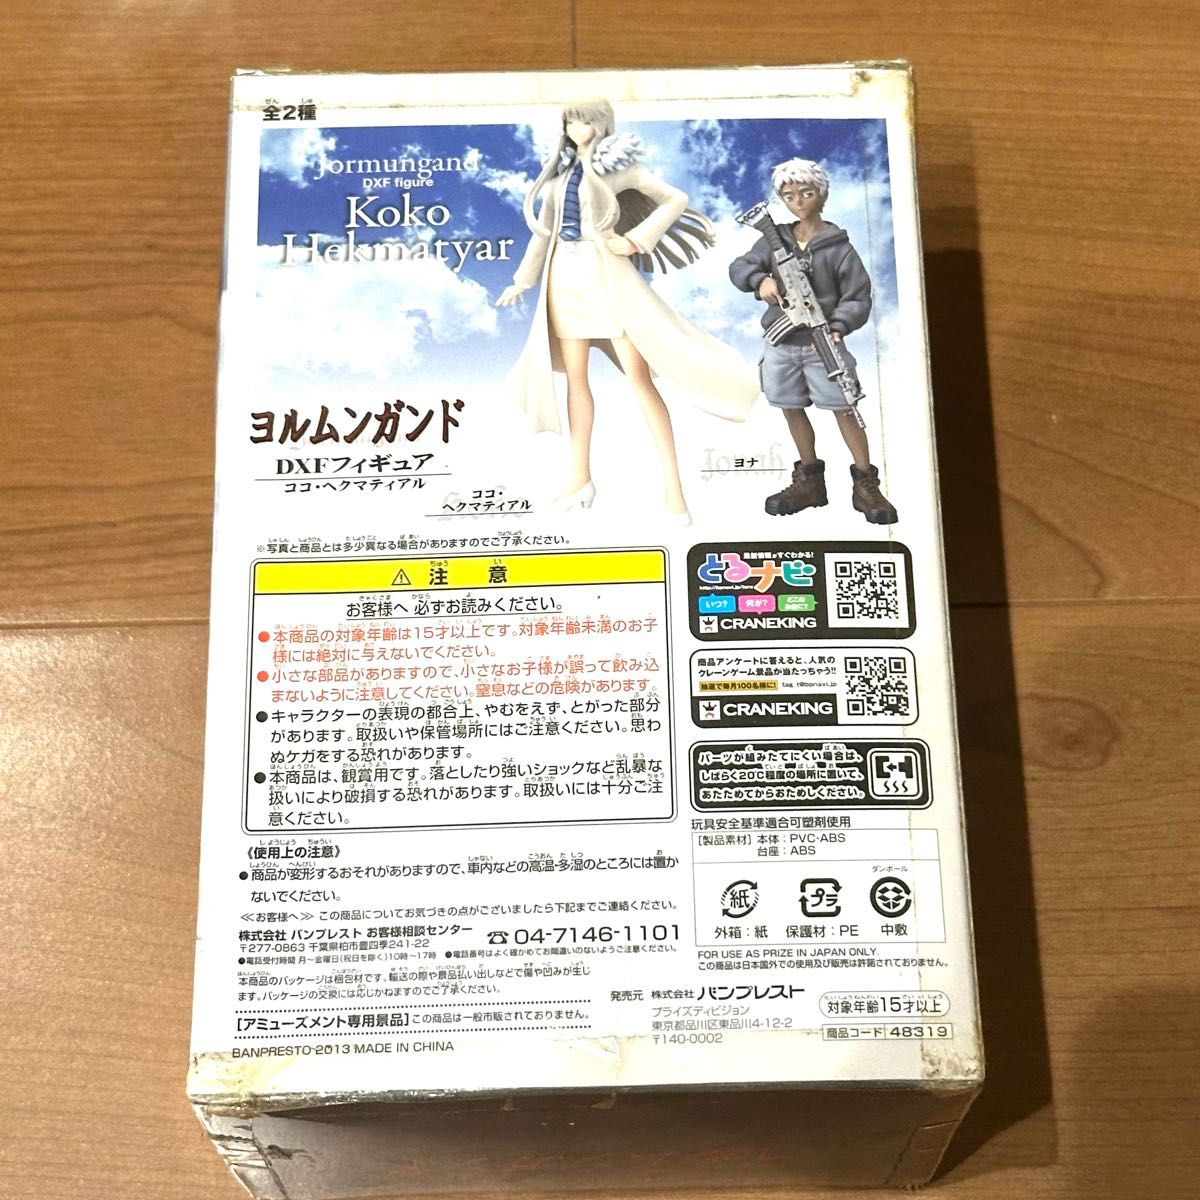 全2種
Jormungand
DXF figure
Koko
Hekmatyar
ヨルムンガンド
DXFフィギュア
ココ・ヘクマティアル
ココ・
ヘクマティアル
Jonah
ヨナ
※写真と商品とは多少異なる場合がありますのでご了承ください。
⚠ 注意
お客様へ 必ずお読みください。
●本商品の対象年齢は15才以上です。対象年齢未満のお子
様には絶対に与えないでください。
●小さな部品がありますので、小さなお子様が誤って飲み込
まないように注意してください。窒息などの危険があります。
●キャラクターの表現の都合上、やむをえず、とがった部分
があります。取扱いや保管場所にはご注意ください。思わ
ぬケガをする恐れがあります。
●本商品は、観賞用です。落としたり強いショックなど乱暴な
扱いにより破損する恐れがあります。取扱いには十分ご注
意ください。
《使用上の注意》
●商品が変形するおそれがありますので、車内などの高温・多湿のところには置か
ないでください。
≪お客様へ≫ この商品についてお気づきの点がございましたら下記までご連絡ください。
株式会社 バンプレスト お客様相談センター
〒277-0863 千葉県柏市豊四季241-22
☎04-7146-1101
●電話受付時間 月〜金曜日(祝日を除く)10時〜17時 ●電話番号はよく確かめてお間違いのないようご注意ください。
本商品のパッケージは梱包材です。輸送の際や景品払い出しなどで傷や凹みが生じ
ます。パッケージの交換には応じかねますのでご了承ください。
[アミューズメント専用景品] この商品は一般市販されておりません。
BANPRESTO 2013 MADE IN CHINA
最新情報がすぐわかる!
とるナビ
いつ?
何が?
どこのお店に?
CRANEKING
商品アンケートに答えると、人気の
クレーンゲーム景品が当たっちゃう!!
抽選で毎月100名様に!
CRANEKING
パーツが組みたてにくい場合は、
しばらく20℃程度の場所に置いて、
あたためてからおためしください。
玩具安全基準適合可塑剤使用
[製品素材] 本体：PVC・ABS
台座：ABS
紙
外箱：紙
プラ
保護材：PE
ダンボール
中敷
FOR USE AS PRIZE IN JAPAN ONLY.
この商品は日本国外での使用及び販売は許諾されておりません。
発売元 株式会社 バンプレスト
プライズディビジョン
東京都品川区東品川4-12-2
〒140-0002
対象年齢15才以上
商品コード 48319